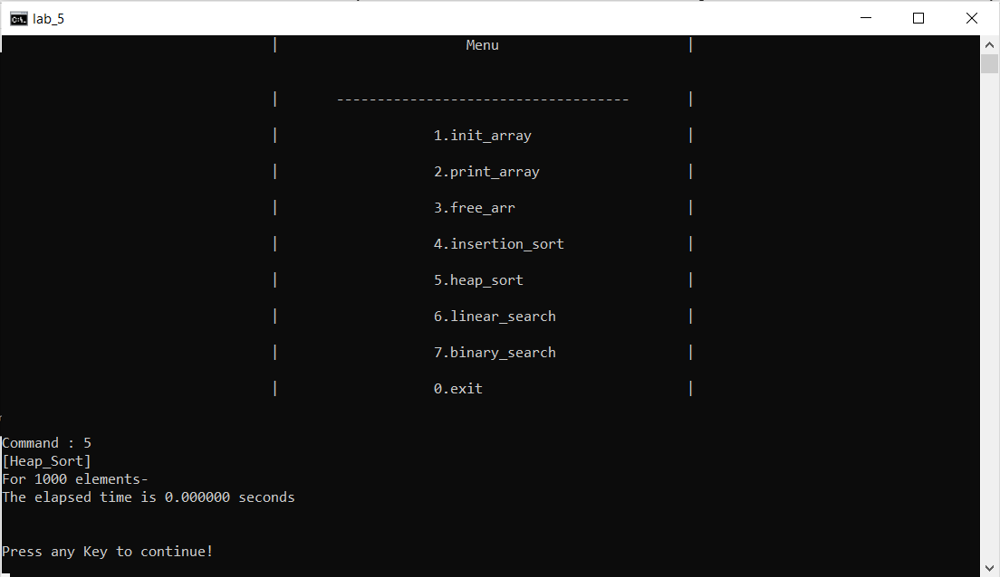 lab_5
| Menu |
| ------------------------------------ |
| 1.init_array |
| 2.print_array |
| 3.free_arr |
| 4.insertion_sort |
| 5.heap_sort |
| 6.linear_search |
| 7.binary_search |
| 0.exit |
Command : 5
[Heap_Sort]
For 1000 elements-
The elapsed time is 0.000000 seconds
Press any Key to continue!